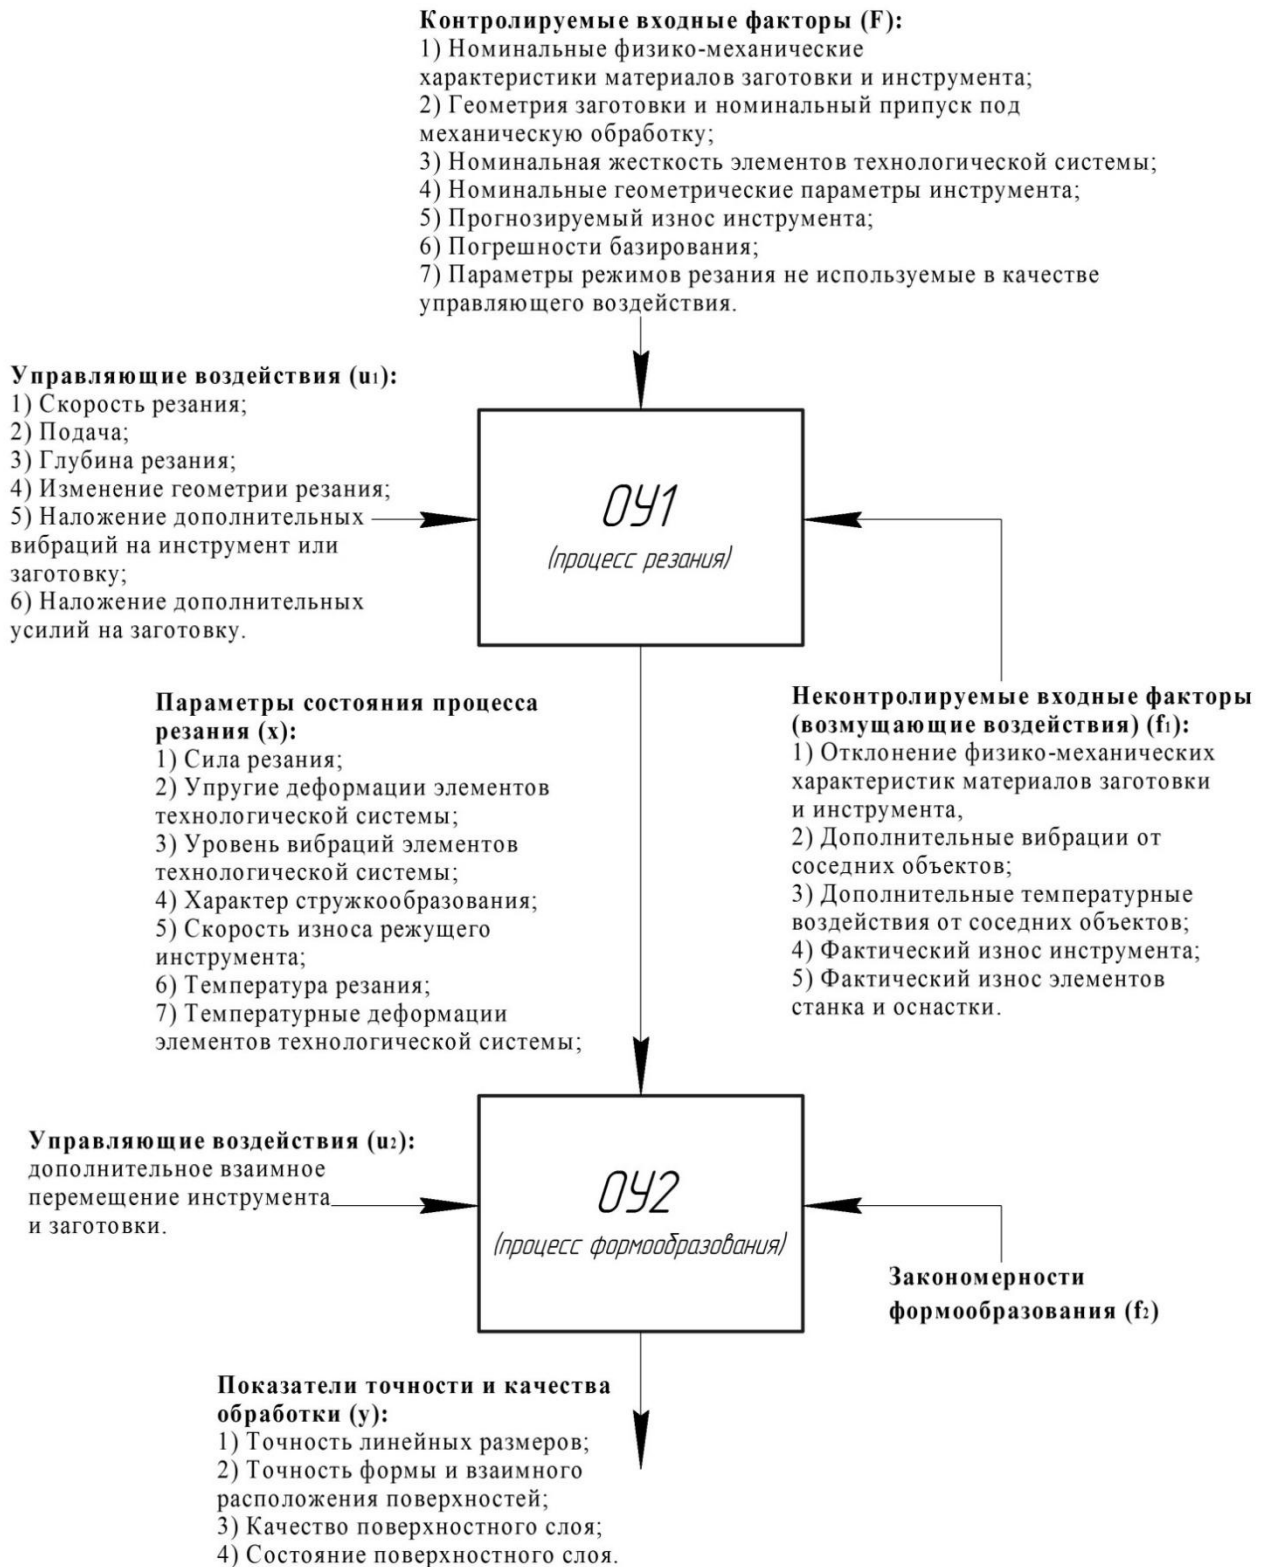 Контролируемые входные факторы (F):
1) Номинальные физико-механические
характеристики материалов заготовки и инструмента;
2) Геометрия заготовки и номинальный припуск под
механическую обработку;
3) Номинальная жесткость элементов технологической системы;
4) Номинальные геометрические параметры инструмента;
5) Прогнозируемый износ инструмента;
6) Погрешности базирования;
7) Параметры режимов резания не используемые в качестве
управляющего воздействия.
Управляющие воздействия (u₁):
1) Скорость резания;
2) Подача;
3) Глубина резания;
4) Изменение геометрии резания;
5) Наложение дополнительных
вибраций на инструмент или
заготовку;
6) Наложение дополнительных
усилий на заготовку.
ОУ1
(процесс резания)
Параметры состояния процесса
резания (x):
1) Сила резания;
2) Упругие деформации элементов
технологической системы;
3) Уровень вибраций элементов
технологической системы;
4) Характер стружкообразования;
5) Скорость износа режущего
инструмента;
6) Температура резания;
7) Температурные деформации
элементов технологической системы;
Неконтролируемые входные факторы
(возмущающие воздействия) (f₁):
1) Отклонение физико-механических
характеристик материалов заготовки
и инструмента,
2) Дополнительные вибрации от
соседних объектов;
3) Дополнительные температурные
воздействия от соседних объектов;
4) Фактический износ инструмента;
5) Фактический износ элементов
станка и оснастки.
Управляющие воздействия (u₂):
дополнительное взаимное
перемещение инструмента
и заготовки.
ОУ2
(процесс формообразования)
Закономерности
формообразования (f₂)
Показатели точности и качества
обработки (y):
1) Точность линейных размеров;
2) Точность формы и взаимного
расположения поверхностей;
3) Качество поверхностного слоя;
4) Состояние поверхностного слоя.